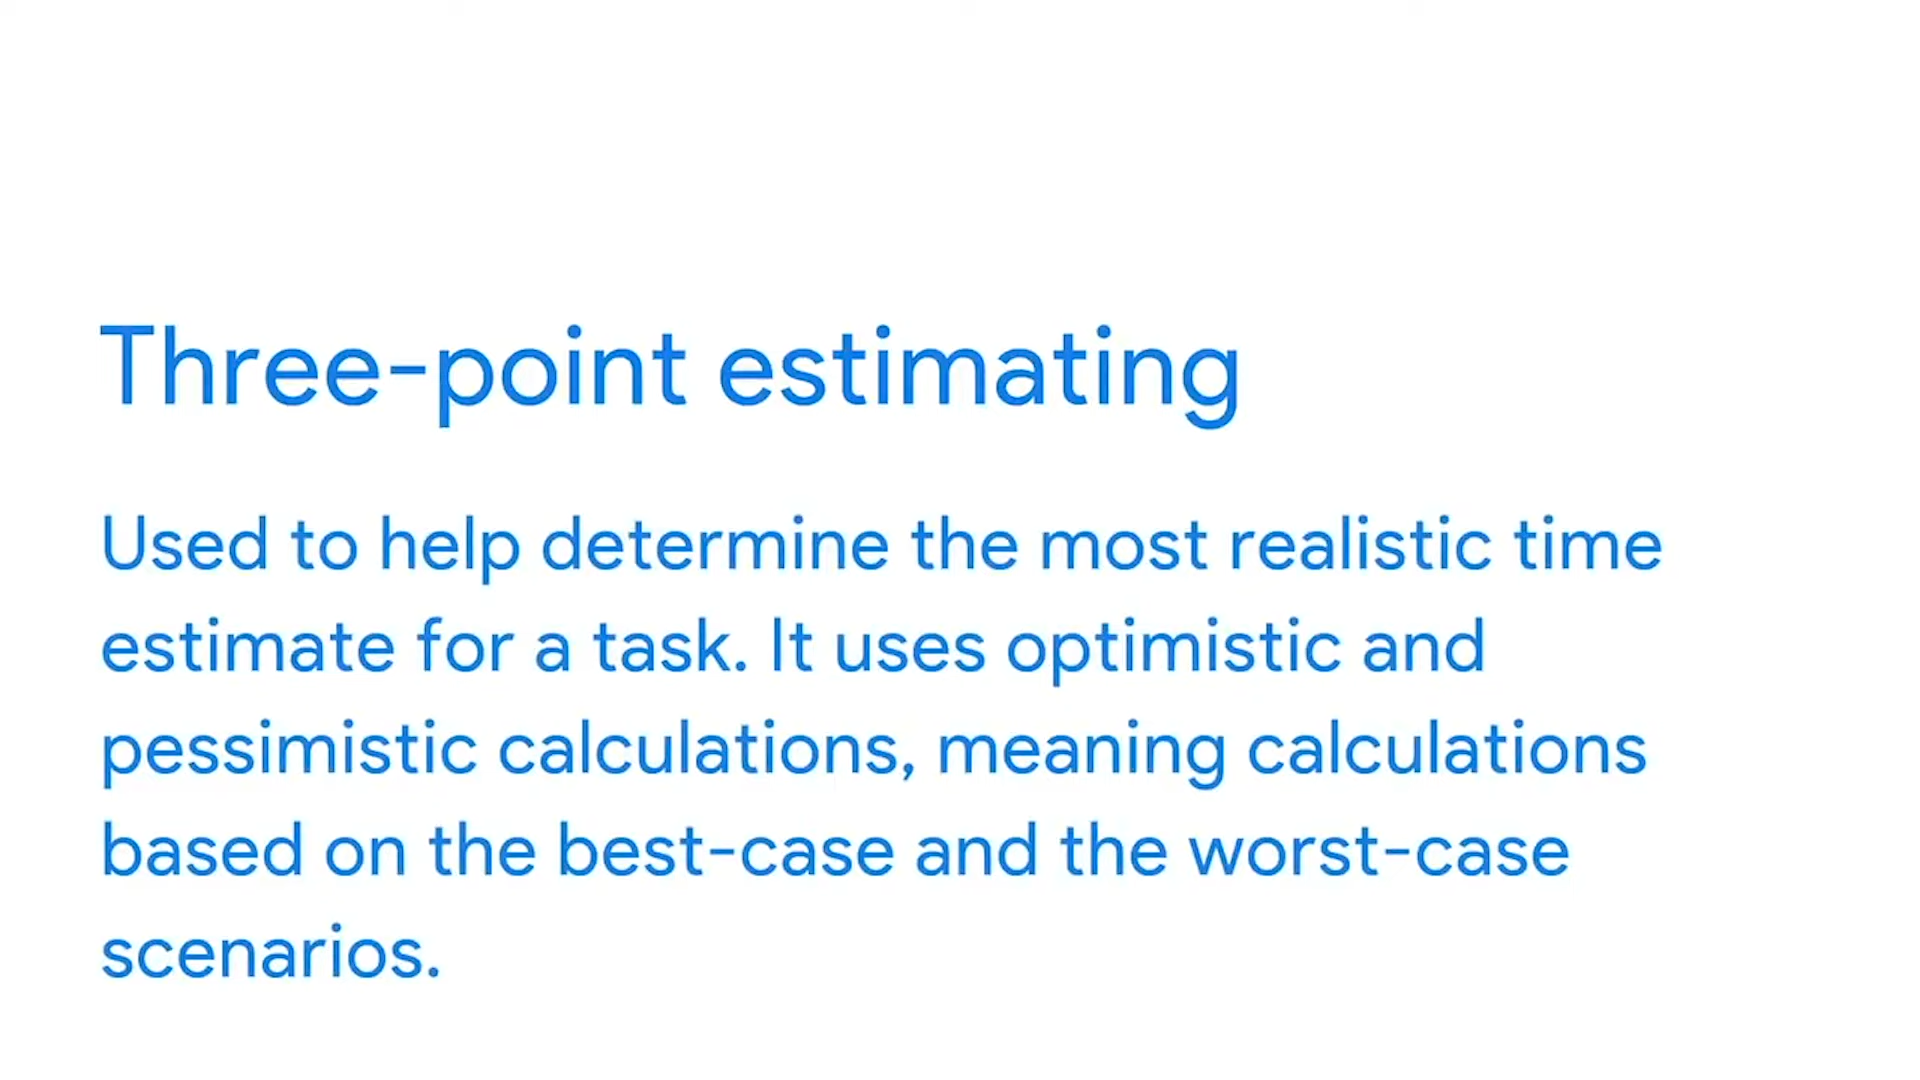 Three-point estimating
Used to help determine the most realistic time
estimate for a task. It uses optimistic and
pessimistic calculations, meaning calculations
based on the best-case and the worst-case
scenarios.